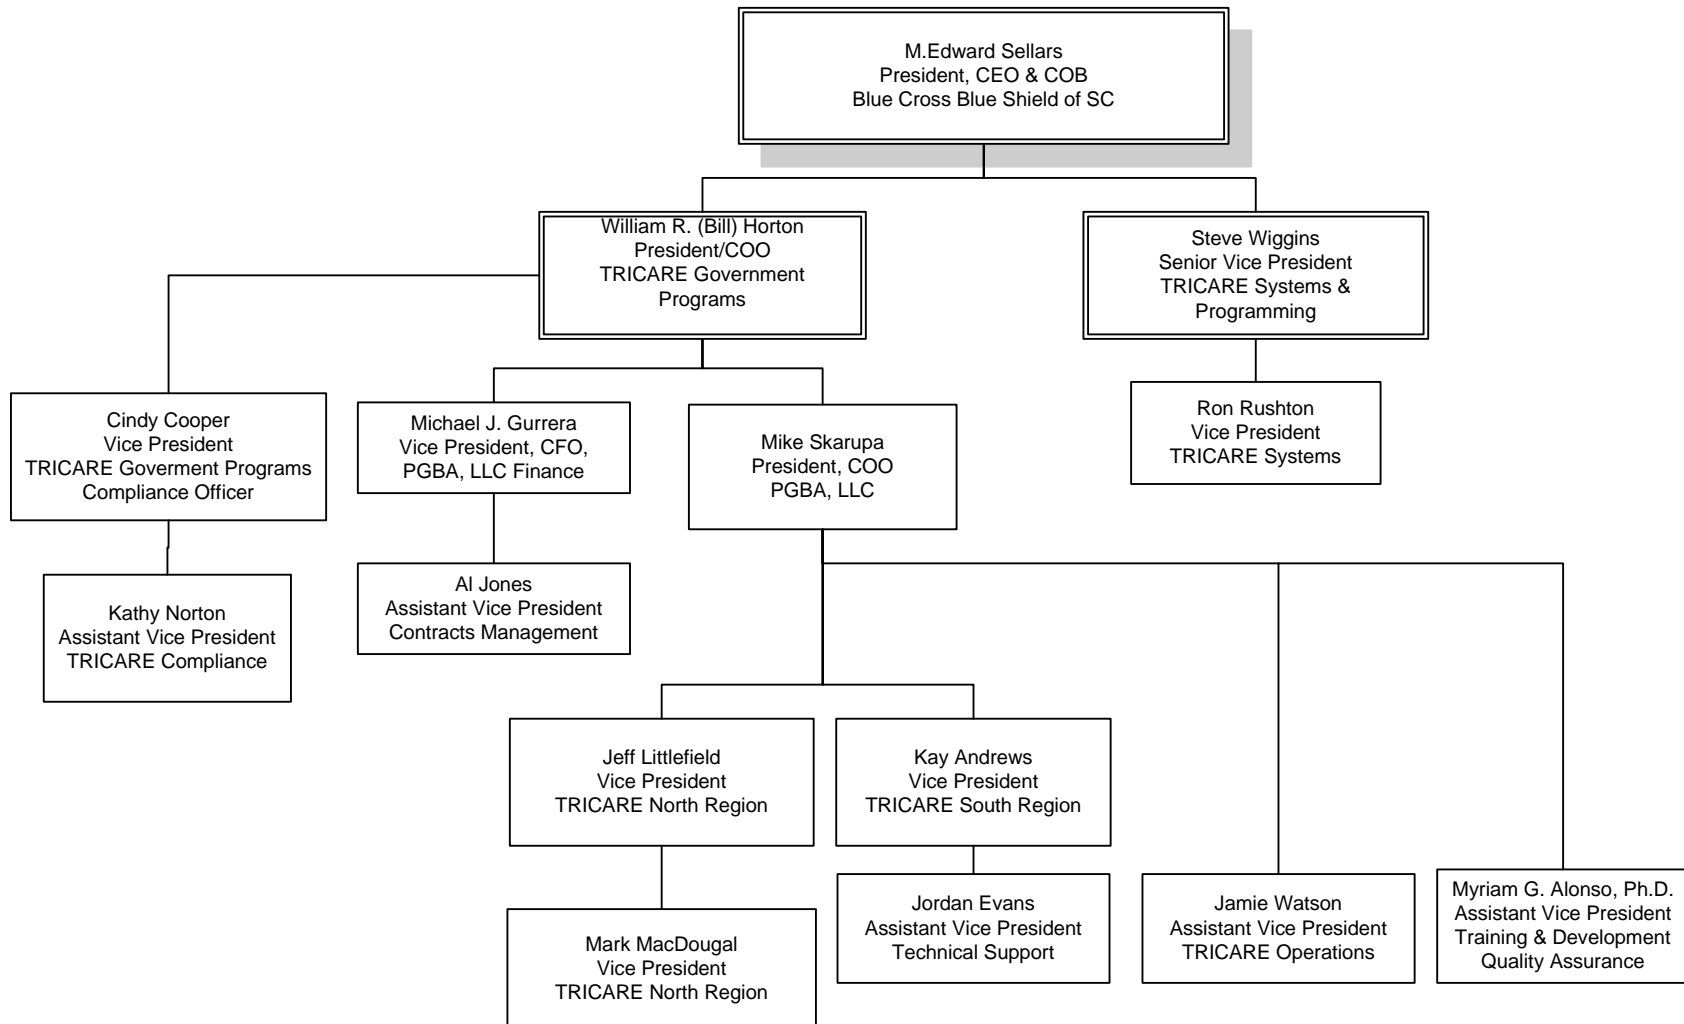 M.Edward Sellars
President, CEO & COB
Blue Cross Blue Shield of SC
William R. (Bill) Horton
President/COO
TRICARE Government
Programs
Steve Wiggins
Senior Vice President
TRICARE Systems &
Programming
Cindy Cooper
Vice President
TRICARE Goverment Programs
Compliance Officer
Michael J. Gurrera
Vice President, CFO,
PGBA, LLC Finance
Mike Skarupa
President, COO
PGBA, LLC
Ron Rushton
Vice President
TRICARE Systems
Kathy Norton
Assistant Vice President
TRICARE Compliance
Al Jones
Assistant Vice President
Contracts Management
Jeff Littlefield
Vice President
TRICARE North Region
Kay Andrews
Vice President
TRICARE South Region
Mark MacDougal
Vice President
TRICARE North Region
Jordan Evans
Assistant Vice President
Technical Support
Jamie Watson
Assistant Vice President
TRICARE Operations
Myriam G. Alonso, Ph.D.
Assistant Vice President
Training & Development
Quality Assurance